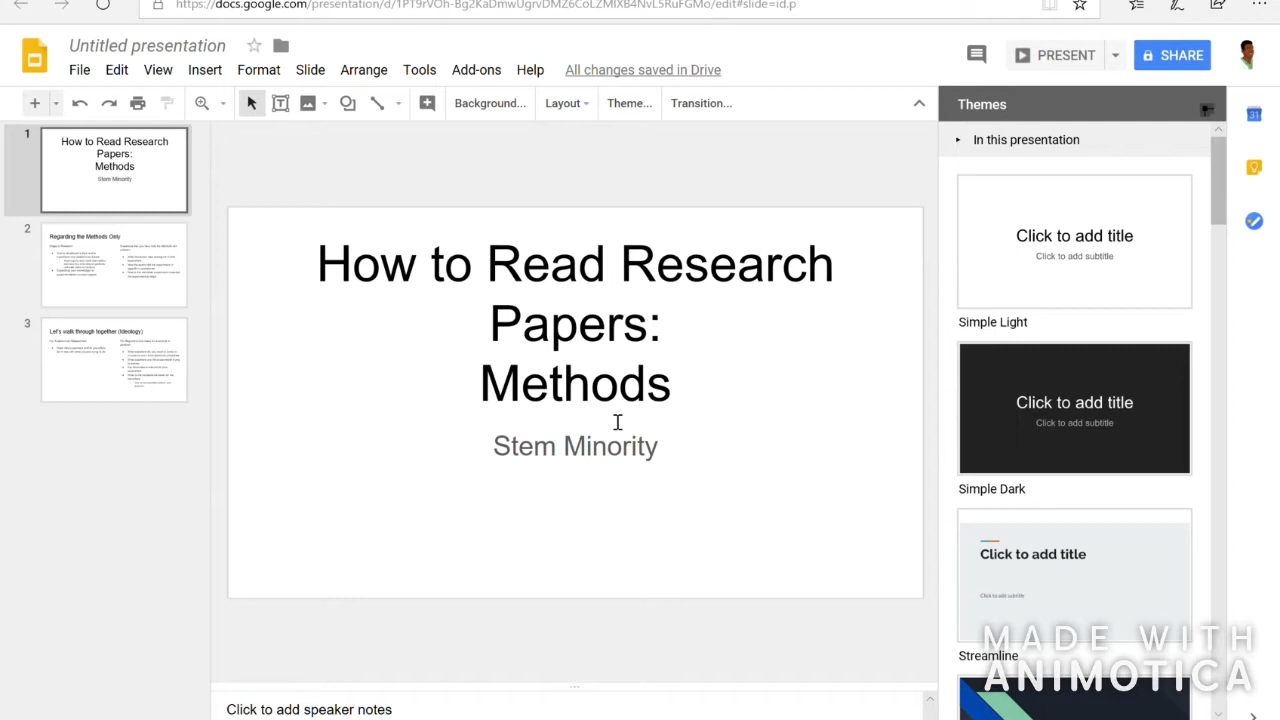 https://docs.google.com/presentation/d/1PT9rVOh-Bg2KaDmwUgrvDMZ6CoLZMIXB4NvL5RuFGMo/edit#slide=id.p
Untitled presentation
PRESENT
SHARE
File Edit View Insert Format Slide Arrange Tools Add-ons Help All changes saved in Drive
Background... Layout Theme... Transition...
Themes
In this presentation
1
How to Read Research
Papers:
Methods
Stem Minority
2
Regarding the Methods Only
3
Let's walk through together (Ideology)
How to Read Research
Papers:
Methods
Stem Minority
Click to add title
Click to add subtitle
Simple Light
Click to add title
Click to add subtitle
Simple Dark
Click to add title
Click to add subtitle
Streamline
Click to add speaker notes
31
MADE WITH
ANIMOTICA